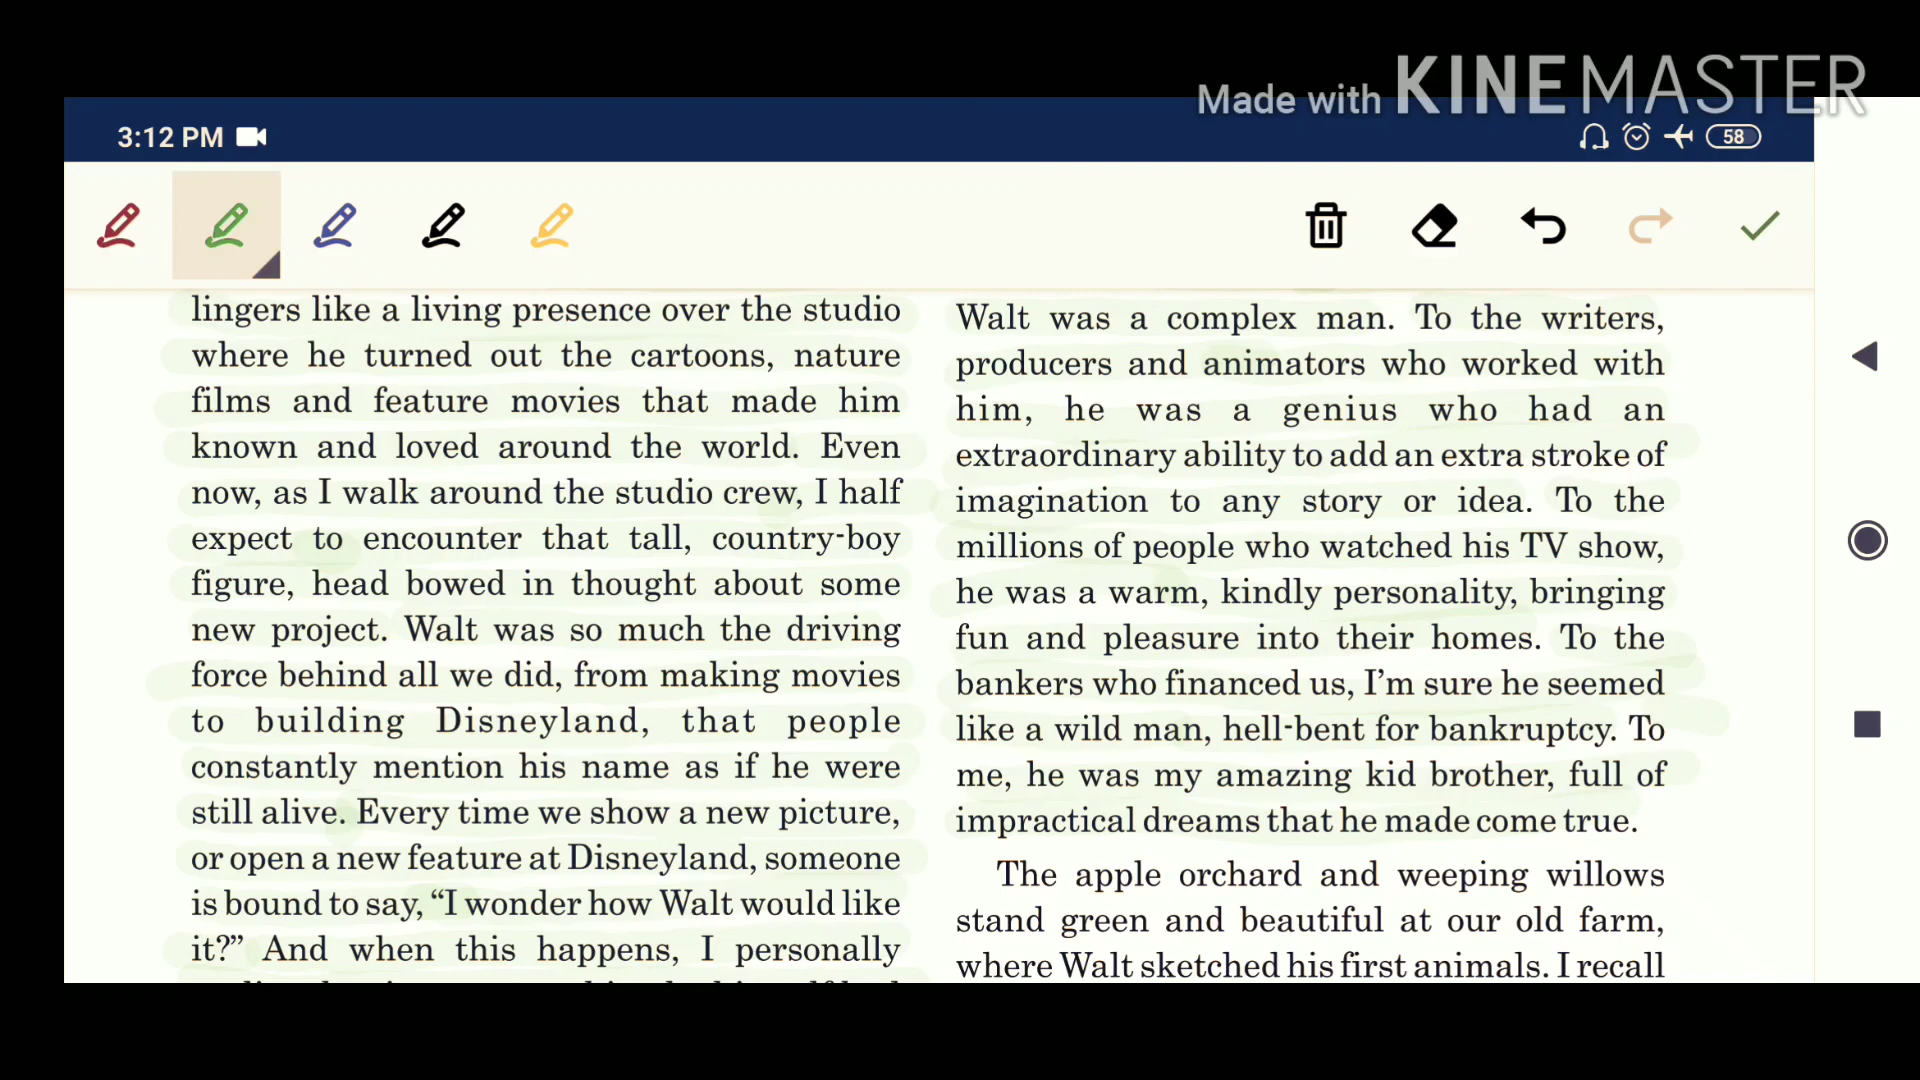 Made with KINEMASTER
3:12 PM
58
lingers like a living presence over the studio
where he turned out the cartoons, nature
films and feature movies that made him
known and loved around the world. Even
now, as I walk around the studio crew, I half
expect to encounter that tall, country-boy
figure, head bowed in thought about some
new project. Walt was so much the driving
force behind all we did, from making movies
to building Disneyland, that people
constantly mention his name as if he were
still alive. Every time we show a new picture,
or open a new feature at Disneyland, someone
is bound to say, “I wonder how Walt would like
it?” And when this happens, I personally
Walt was a complex man. To the writers,
producers and animators who worked with
him, he was a genius who had an
extraordinary ability to add an extra stroke of
imagination to any story or idea. To the
millions of people who watched his TV show,
he was a warm, kindly personality, bringing
fun and pleasure into their homes. To the
bankers who financed us, I’m sure he seemed
like a wild man, hell-bent for bankruptcy. To
me, he was my amazing kid brother, full of
impractical dreams that he made come true.
The apple orchard and weeping willows
stand green and beautiful at our old farm,
where Walt sketched his first animals. I recall